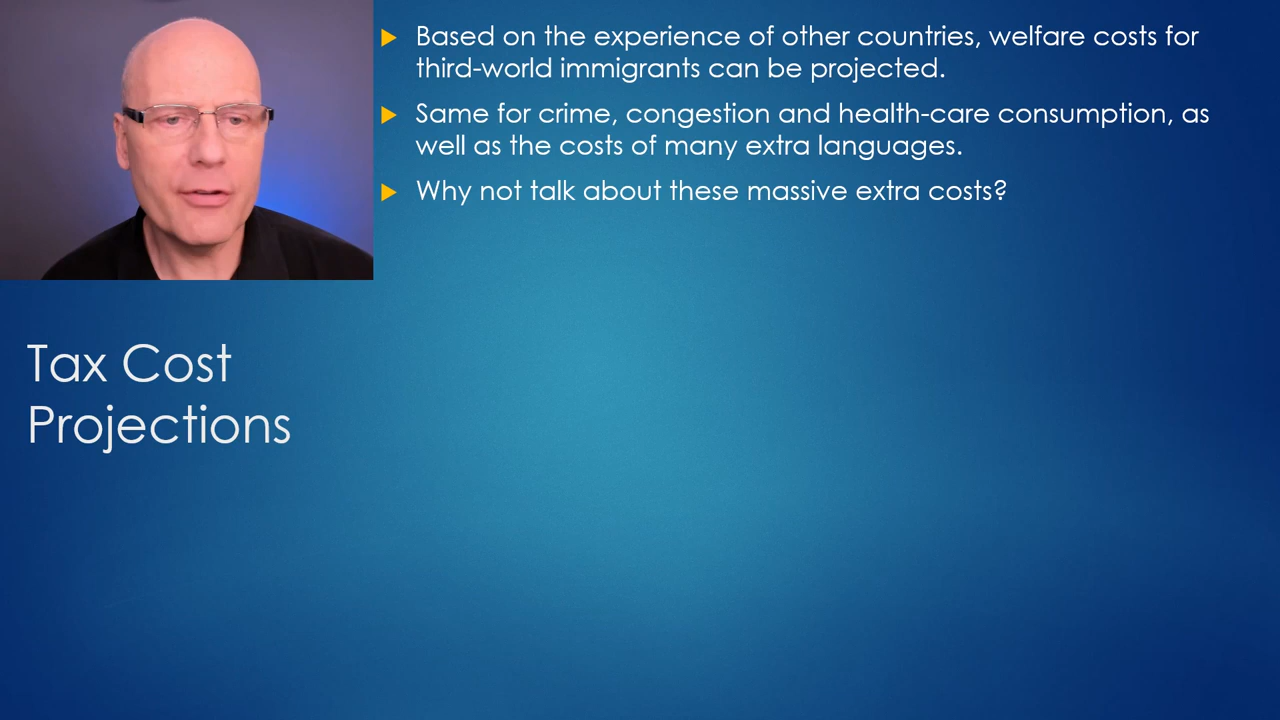 Based on the experience of other countries, welfare costs for
third-world immigrants can be projected.
Same for crime, congestion and health-care consumption, as
well as the costs of many extra languages.
Why not talk about these massive extra costs?
Tax Cost
Projections